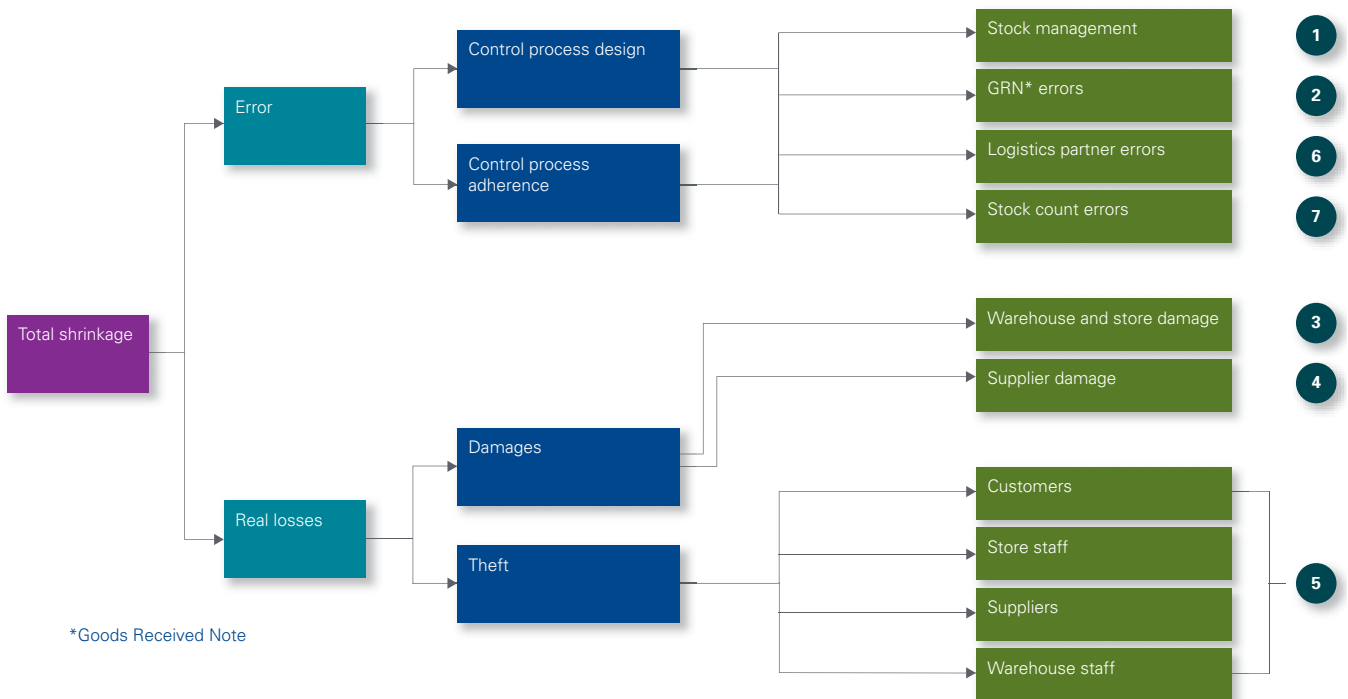 Total shrinkage
Error
Real losses
Control process design
Control process
adherence
Damages
Theft
Stock management
1
GRN* errors
2
Logistics partner errors
6
Stock count errors
7
Warehouse and store damage
3
Supplier damage
4
Customers
Store staff
Suppliers
Warehouse staff
5
*Goods Received Note